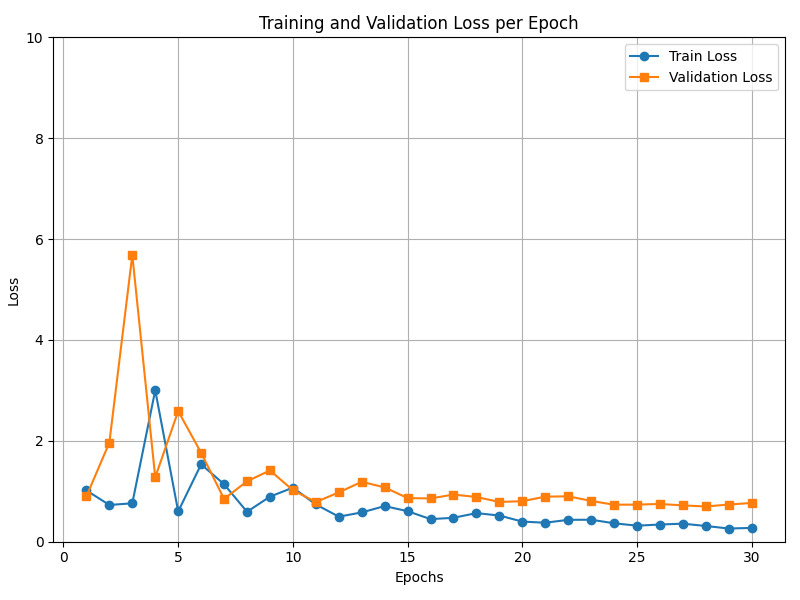 Training and Validation Loss per Epoch
Train Loss
Validation Loss
Loss
10
8
6
4
2
0
0 5 10 15 20 25 30
Epochs